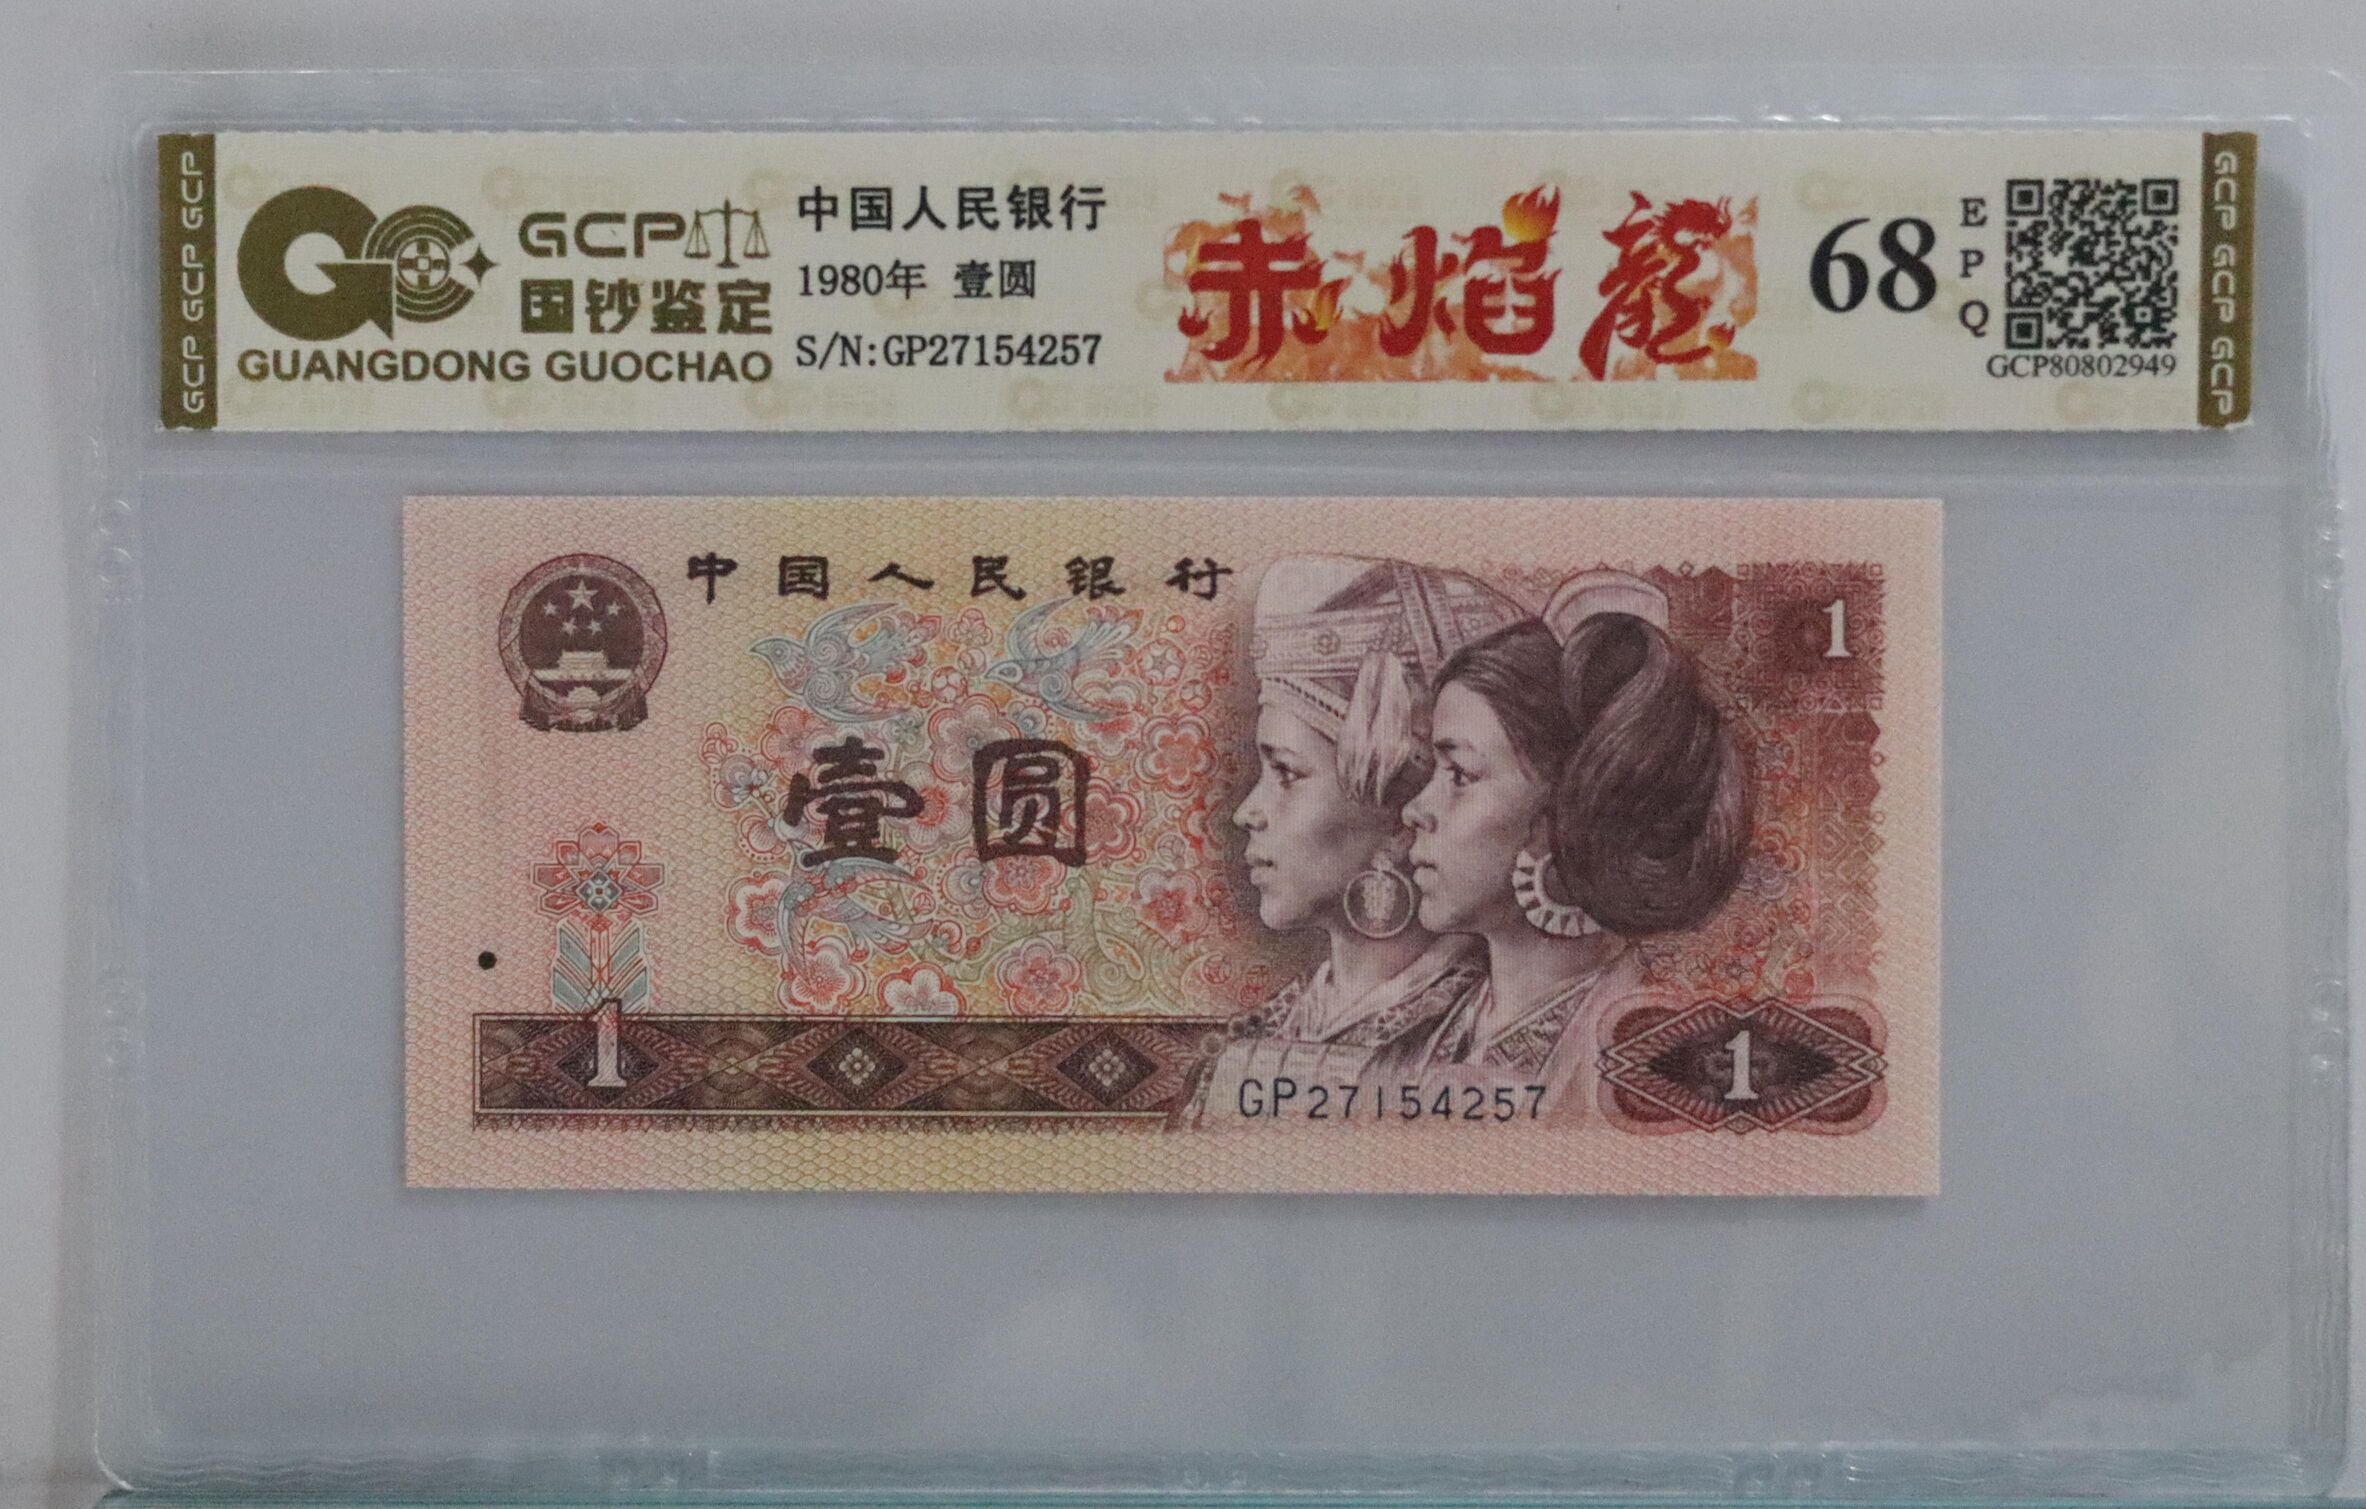 GCP GCP GCP
GCP
国钞鉴定
GUANGDONG GUOCHAO
中国人民银行
1980年 壹圆
S/N:GP27154257
赤焰龍
68
EPQ
GCP80802949
GCP GCP GCP
中国人民银行
1
壹圆
1
GP27154257
1